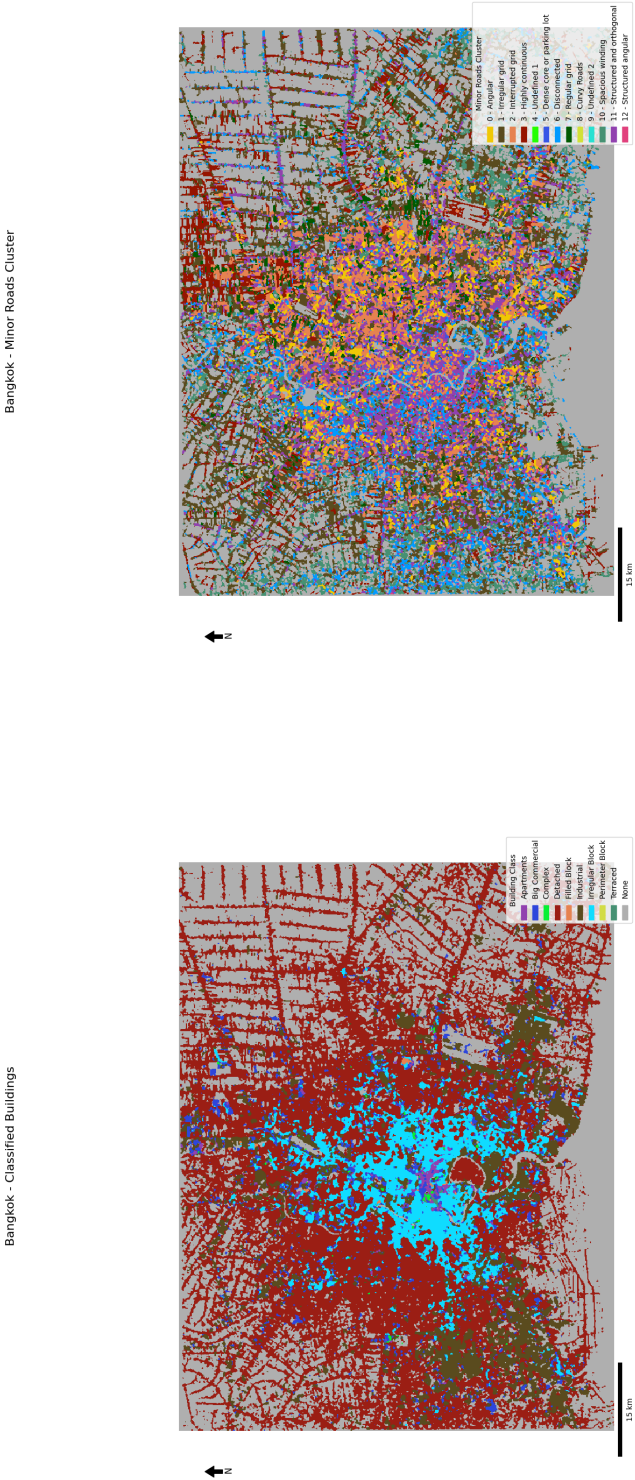 Bangkok - Minor Roads Cluster
Minor Roads Cluster
0 - Angular
1 - Irregular grid
2 - Interrupted grid
3 - Highly continuous
4 - Undefined 1
5 - Dense core or parking lot
6 - Disconnected
7 - Regular grid
8 - Curvy Roads
9 - Undefined 2
10 - Spacious winding
11 - Structured and orthogonal
12 - Structured angular
15 km
N
Bangkok - Classified Buildings
Building Class
Apartments
Big Commercial
Complex
Detached
Filled Block
Industrial
Irregular Block
Perimeter Block
Terraced
None
15 km
N